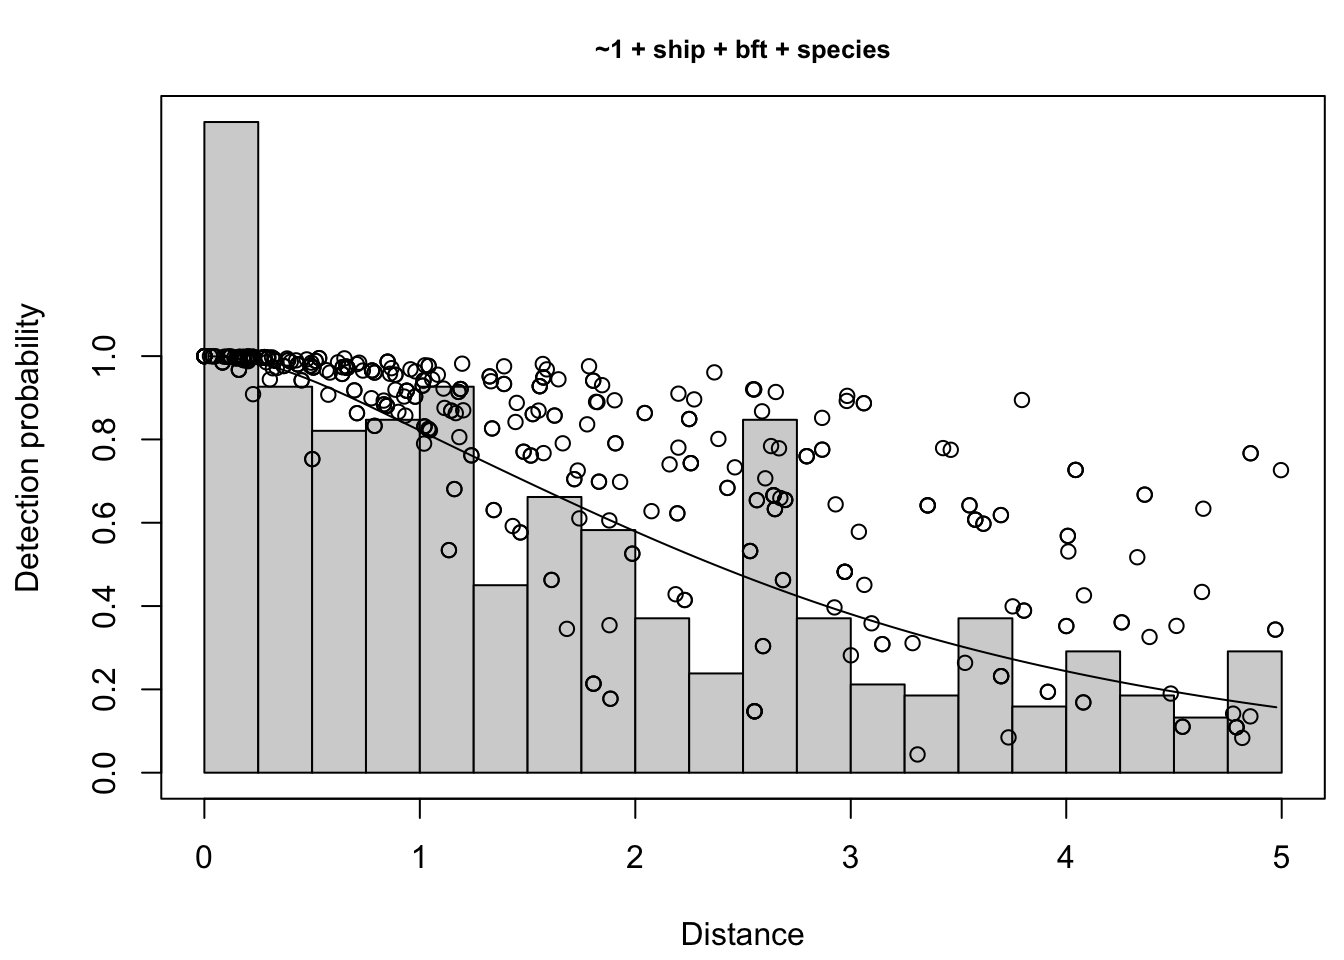 ~1 + ship + bft + species
Detection probability
1.0
0.8
0.6
0.4
0.2
0.0
0 1 2 3 4 5
Distance